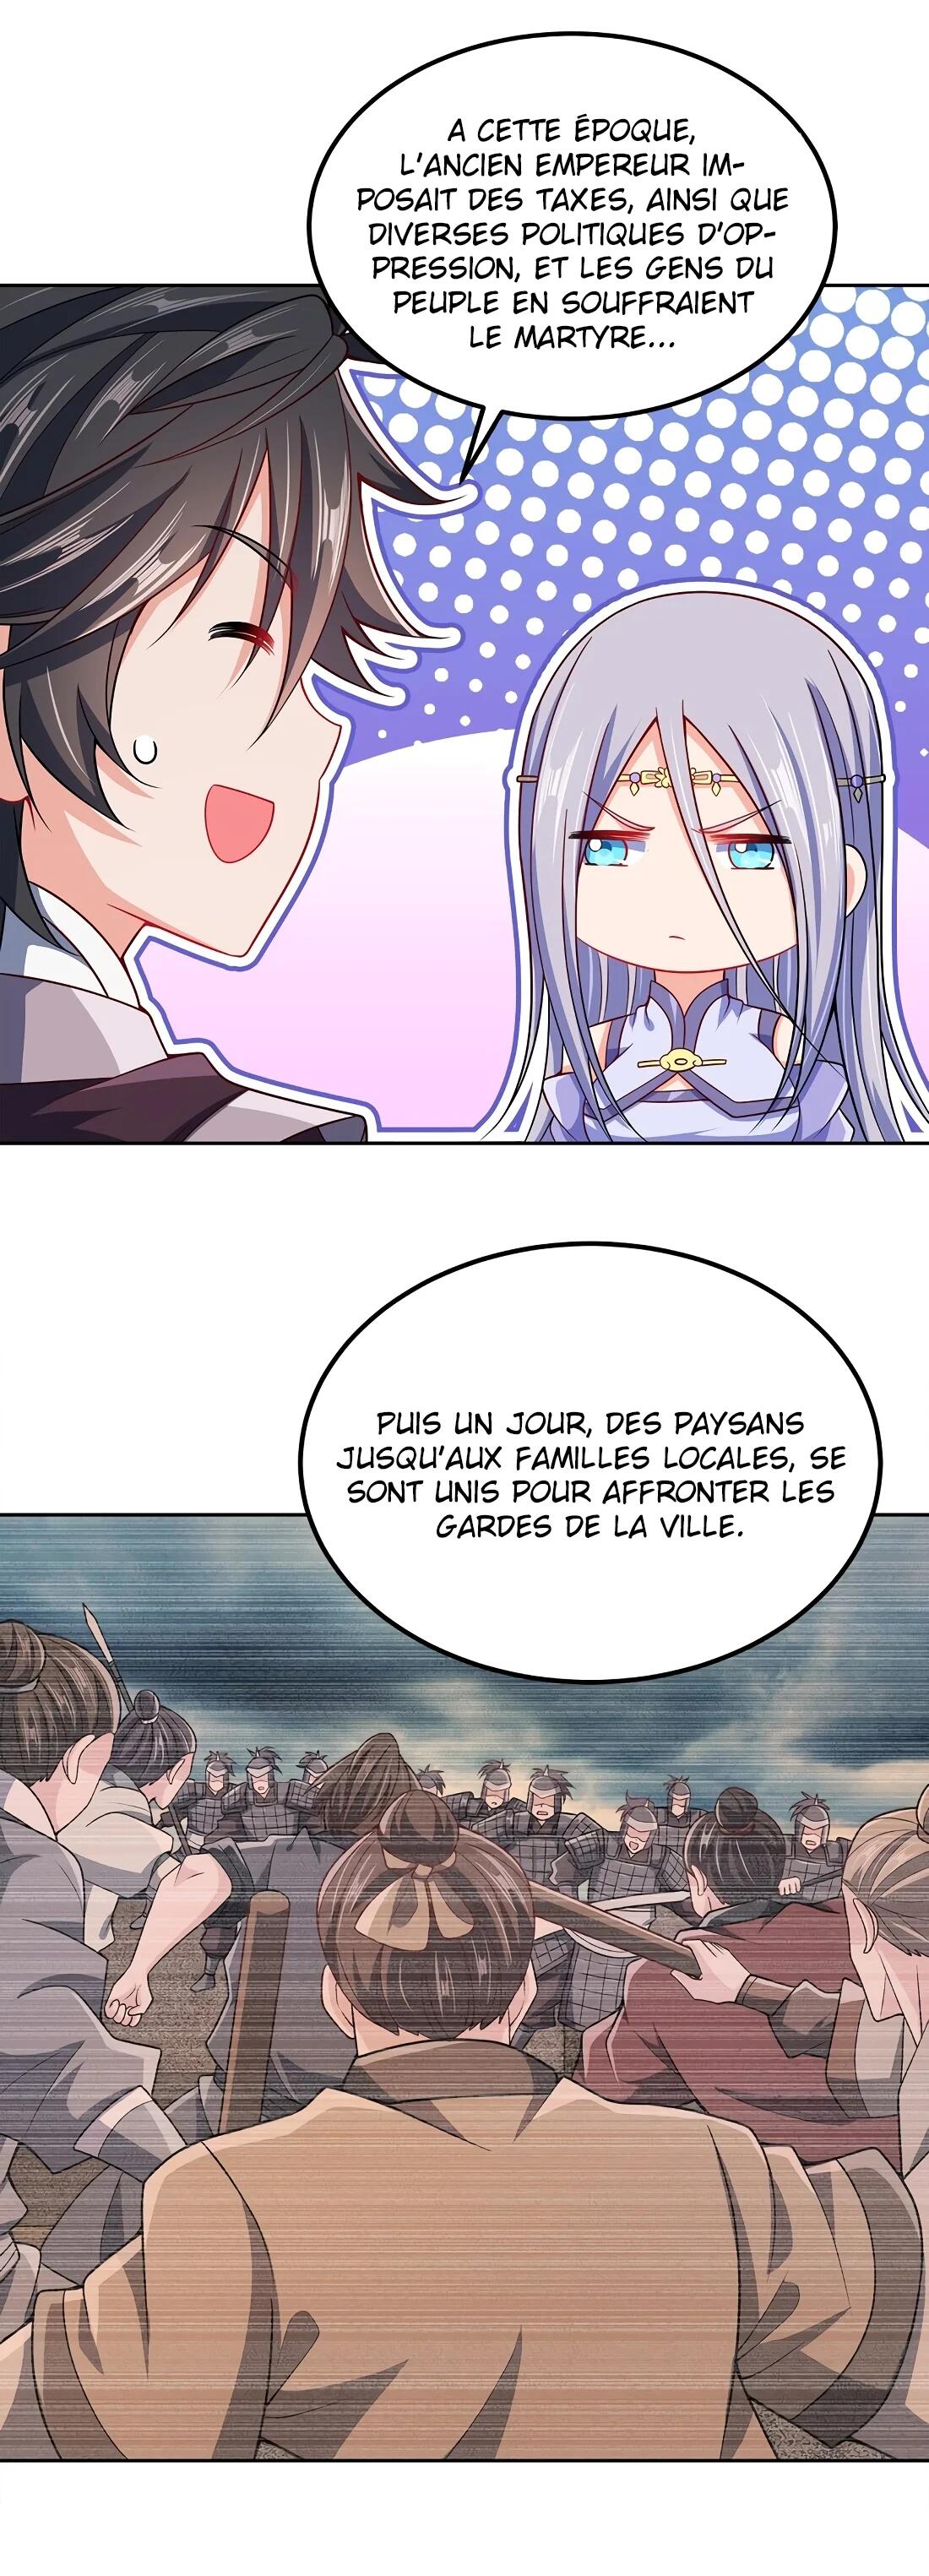 A CETTE ÉPOQUE,
L'ANCIEN EMPEREUR IM-
POSAIT DES TAXES, AINSI QUE
DIVERSES POLITIQUES D'OP-
PRESSION, ET LES GENS DU
PEUPLE EN SOUFFRAIENT
LE MARTYRE...
PUIS UN JOUR, DES PAYSANS
JUSQU'AUX FAMILLES LOCALES, SE
SONT UNIS POUR AFFRONTER LES
GARDES DE LA VILLE.